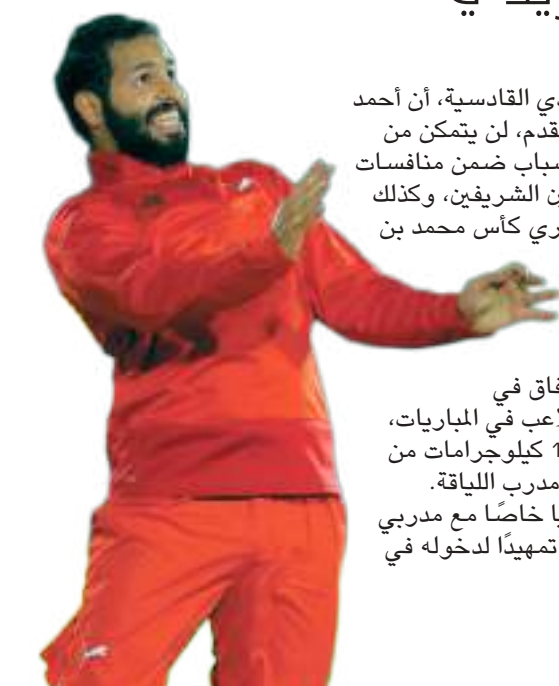 دي القادسية، أن أحمد
قدم، لن يتمكن من
سباب ضمن منافسات
ن الشريفين، وكذلك
ري كأس محمد بن
فاق في
لاعب في المباريات،
1 كيلوجرامات من
مدرب اللياقة.
يا خاصًا مع مدربي
تمهيدًا لدخوله في